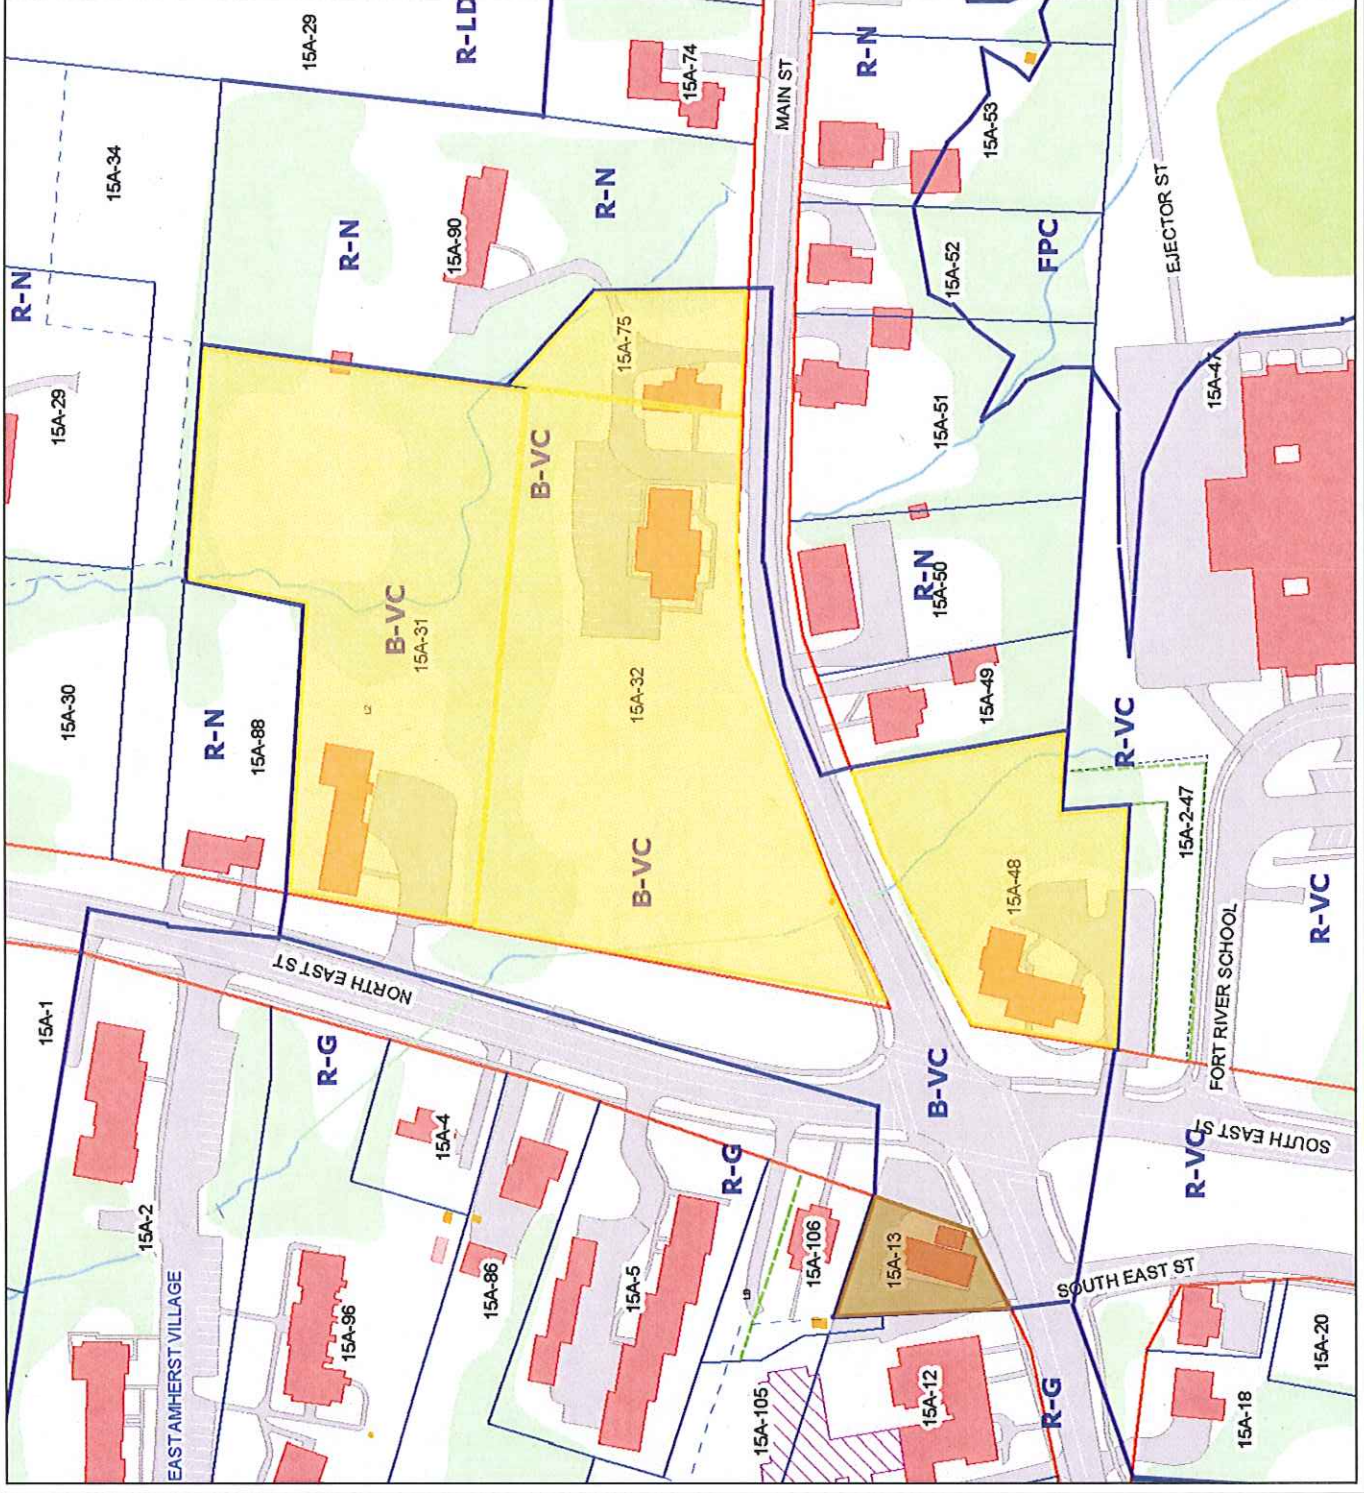 15A-29
R-LD
15A-74
MAIN ST
R-N
15A-53
15A-34
R-N
15A-90
R-N
R-N
15A-52
FPC
EJECTOR ST
15A-29
15A-75
15A-51
15A-47
B-VC
B-VC
15A-31
R-N
15A-50
15A-30
R-N
15A-88
L2
15A-32
15A-49
R-VC
B-VC
15A-48
15A-2-47
R-VC
FORT RIVER SCHOOL
NORTH EAST ST
15A-1
R-G
15A-4
B-VC
R-G
R-VC
SOUTH EAST ST
15A-2
EAST AMHERST VILLAGE
15A-96
15A-86
15A-5
15A-106
15A-13
SOUTH EAST ST
15A-105
15A-12
R-G
15A-18
15A-20